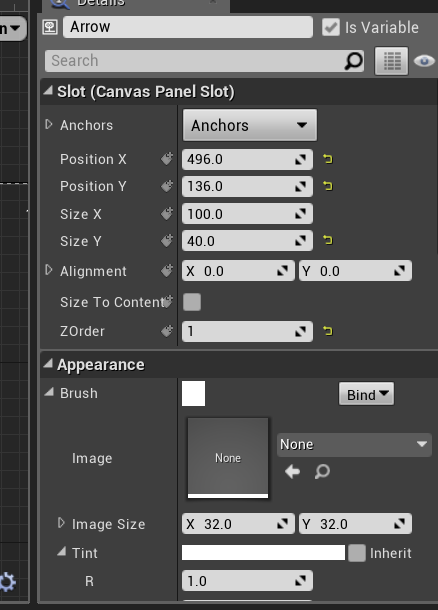 Details
Arrow
Is Variable
Search
Slot (Canvas Panel Slot)
Anchors Anchors
Position X 496.0
Position Y 136.0
Size X 100.0
Size Y 40.0
Alignment X 0.0 Y 0.0
Size To Content
ZOrder 1
Appearance
Brush Bind
Image None None
Image Size X 32.0 Y 32.0
Tint Inherit
R 1.0